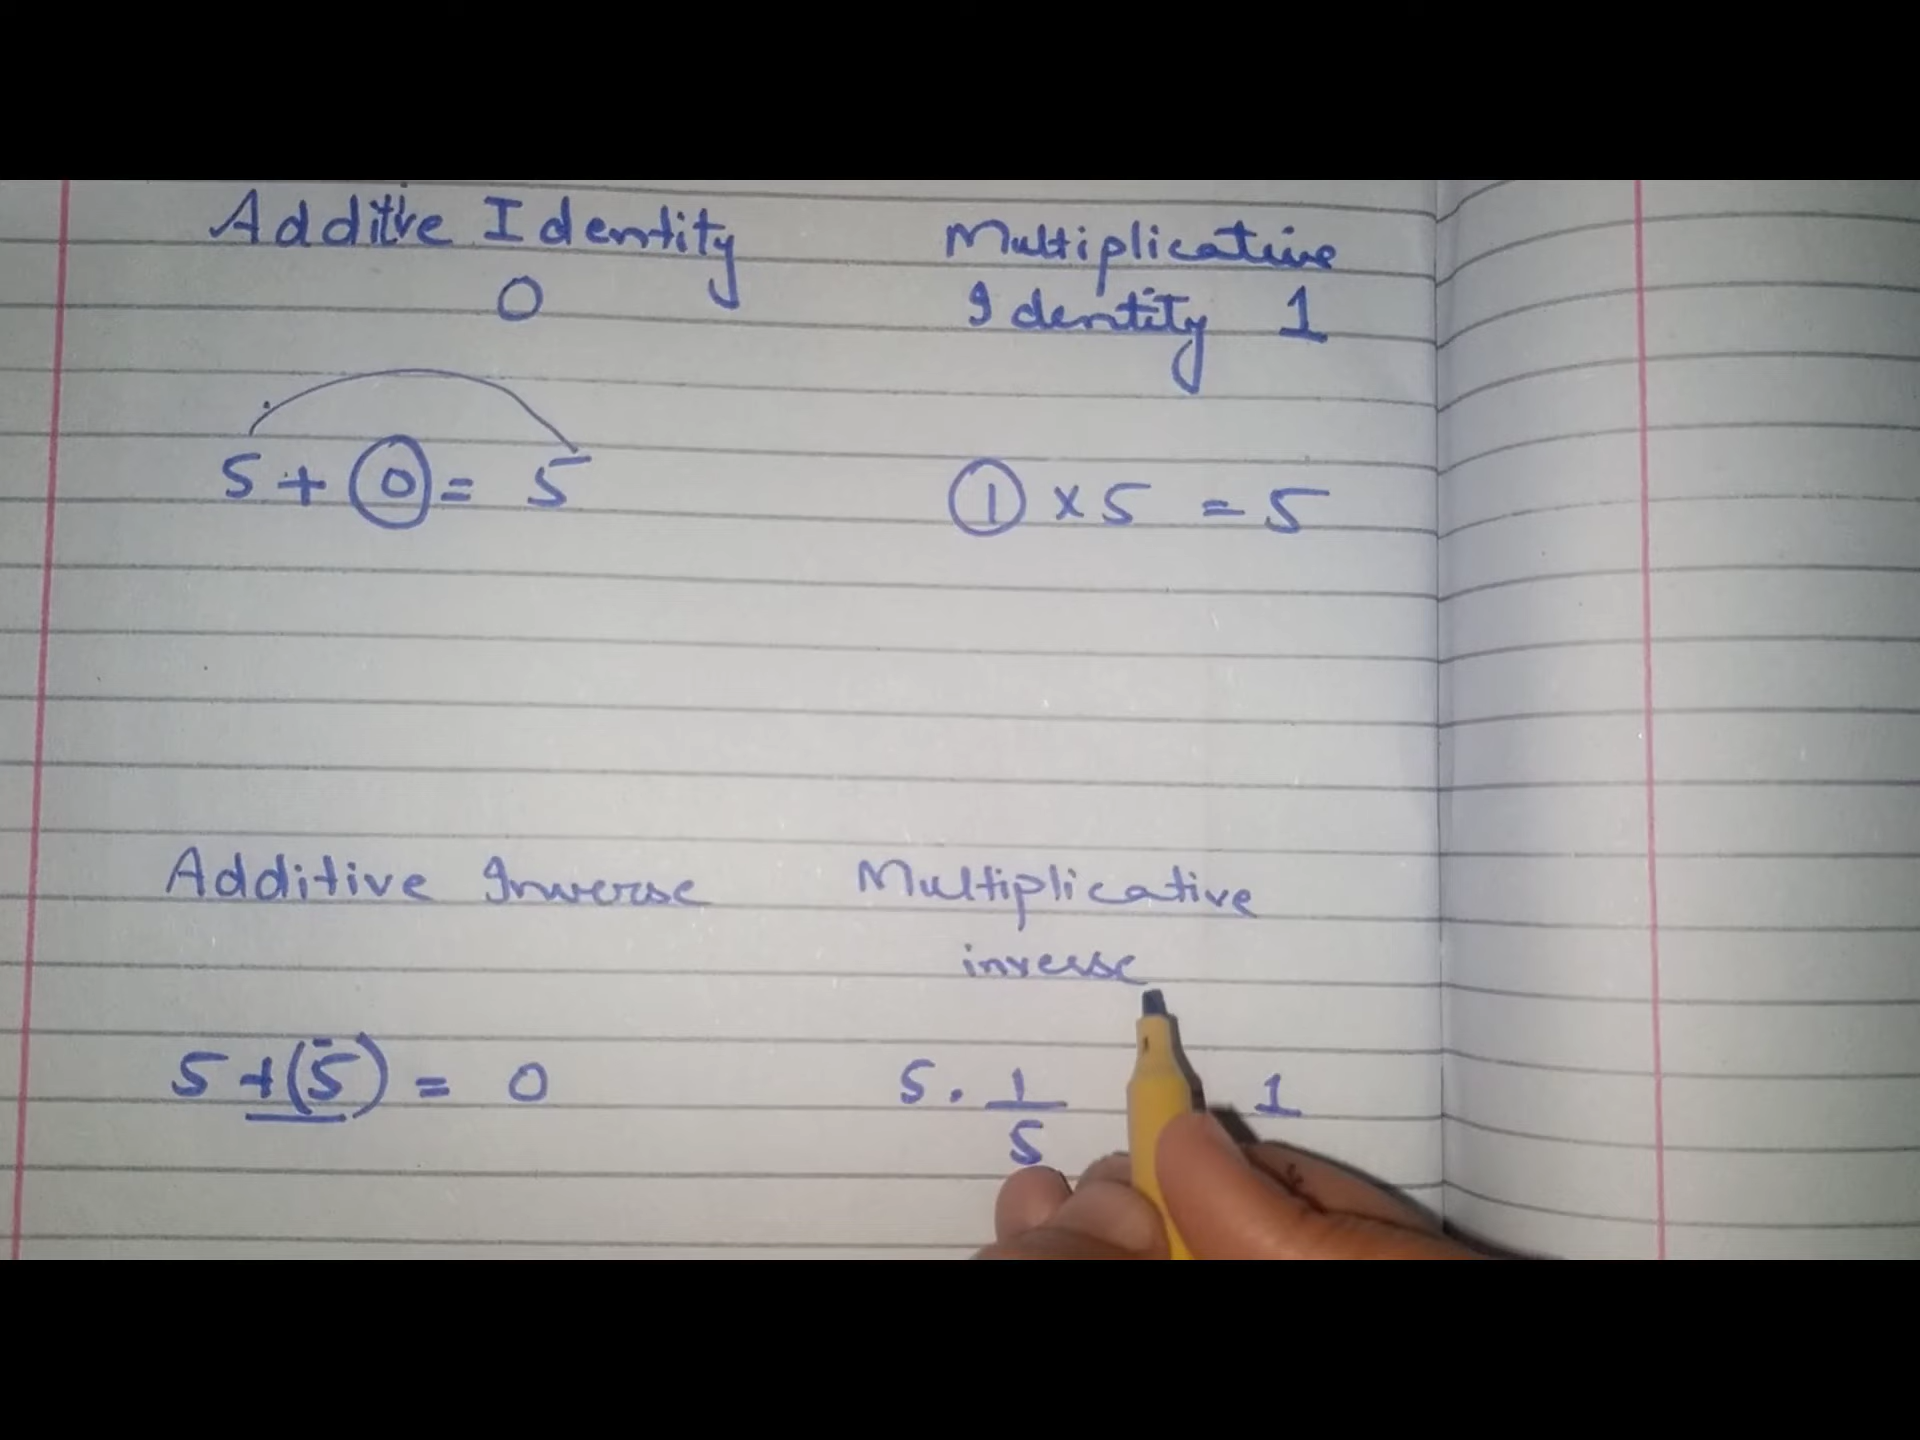 Additive Identity
0
Multiplicative
Identity 1
5 + 0 = 5
1 × 5 = 5
Additive Inverse
Multiplicative
inverse
5 + (-5) = 0
5 . 1/5 1